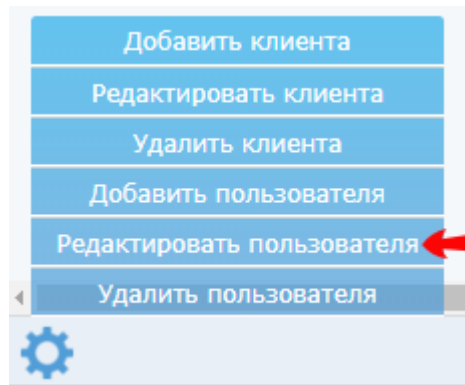 Добавить клиента
Редактировать клиента
Удалить клиента
Добавить пользователя
Редактировать пользователя
Удалить пользователя